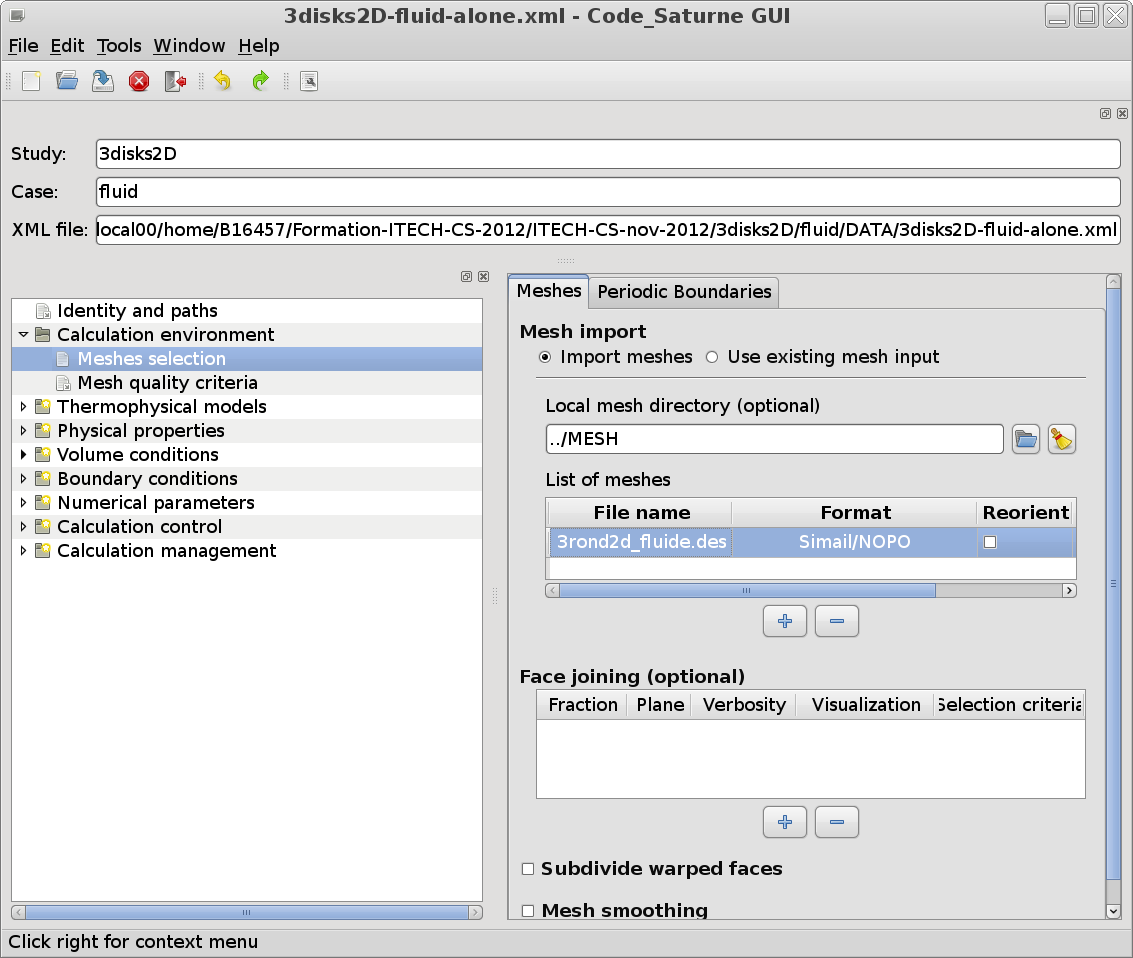 3disks2D-fluid-alone.xml - Code_Saturne GUI
File Edit Tools Window Help
Study: 3disks2D
Case: fluid
XML file: local00/home/B16457/Formation-ITECH-CS-2012/ITECH-CS-nov-2012/3disks2D/fluid/DATA/3disks2D-fluid-alone.xml
Identity and paths
Calculation environment
Meshes selection
Mesh quality criteria
Thermophysical models
Physical properties
Volume conditions
Boundary conditions
Numerical parameters
Calculation control
Calculation management
Meshes Periodic Boundaries
Mesh import
Import meshes Use existing mesh input
Local mesh directory (optional)
../MESH
List of meshes
File name Format Reorient
3rond2d_fluide.des Simail/NOPO
Face joining (optional)
Fraction Plane Verbosity Visualization Selection criteria
Subdivide warped faces
Mesh smoothing
Click right for context menu